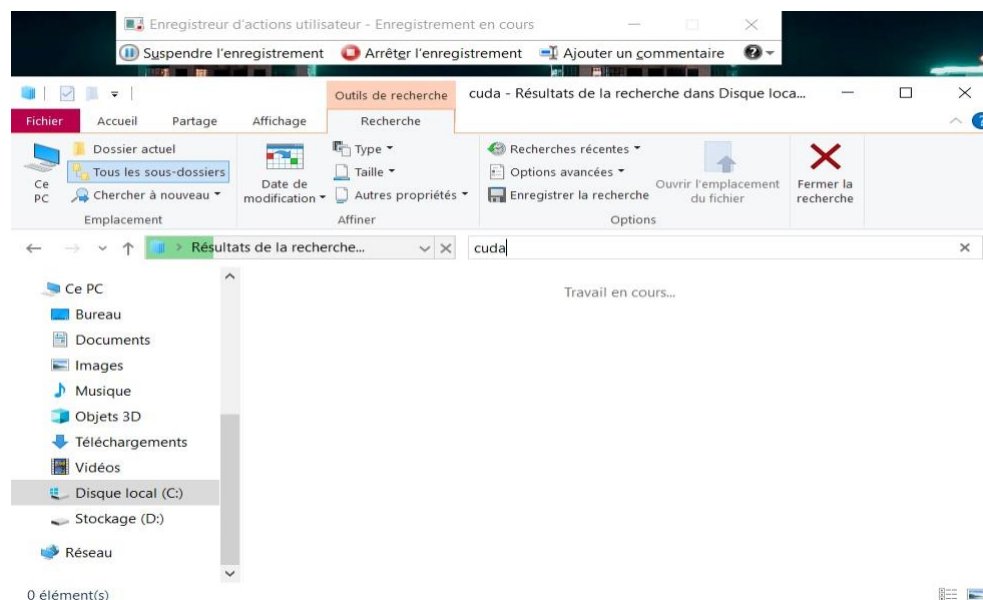 Enregistreur d'actions utilisateur - Enregistrement en cours
Suspendre l'enregistrement Arrêter l'enregistrement Ajouter un commentaire
Outils de recherche cuda - Résultats de la recherche dans Disque loca...
Fichier Accueil Partage Affichage Recherche
Ce PC
Dossier actuel
Tous les sous-dossiers
Chercher à nouveau
Emplacement
Date de modification
Type
Taille
Autres propriétés
Affiner
Recherches récentes
Options avancées
Enregistrer la recherche
Ouvrir l'emplacement du fichier
Options
Fermer la recherche
Résultats de la recherche... cuda
Ce PC
Bureau
Documents
Images
Musique
Objets 3D
Téléchargements
Vidéos
Disque local (C:)
Stockage (D:)
Réseau
Travail en cours...
0 élément(s)